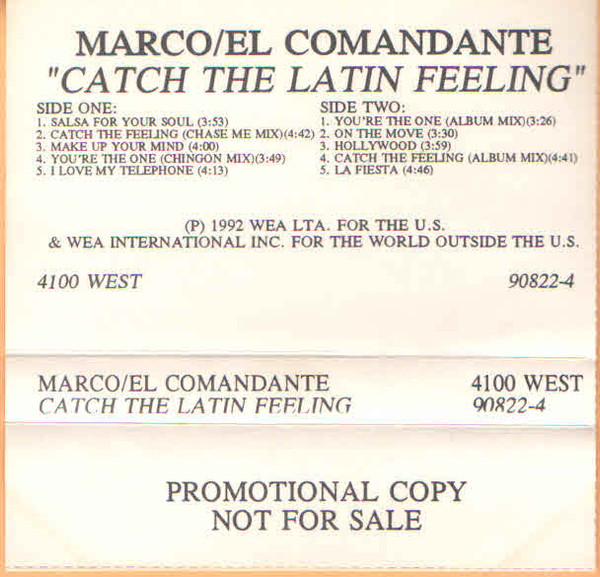 MARCO/EL COMANDANTE
"CATCH THE LATIN FEELING"
SIDE ONE:
1. SALSA FOR YOUR SOUL (3:53)
2. CATCH THE FEELING (CHASE ME MIX)(4:42)
3. MAKE UP YOUR MIND (4:00)
4. YOU'RE THE ONE (CHINGON MIX)(3:49)
5. I LOVE MY TELEPHONE (4:13)
SIDE TWO:
1. YOU'RE THE ONE (ALBUM MIX)(3:26)
2. ON THE MOVE (3:30)
3. HOLLYWOOD (3:59)
4. CATCH THE FEELING (ALBUM MIX)(4:41)
5. LA FIESTA (4:46)
(P) 1992 WEA LTA. FOR THE U.S.
& WEA INTERNATIONAL INC. FOR THE WORLD OUTSIDE THE U.S.
4100 WEST 90822-4
MARCO/EL COMANDANTE 4100 WEST
CATCH THE LATIN FEELING 90822-4
PROMOTIONAL COPY
NOT FOR SALE